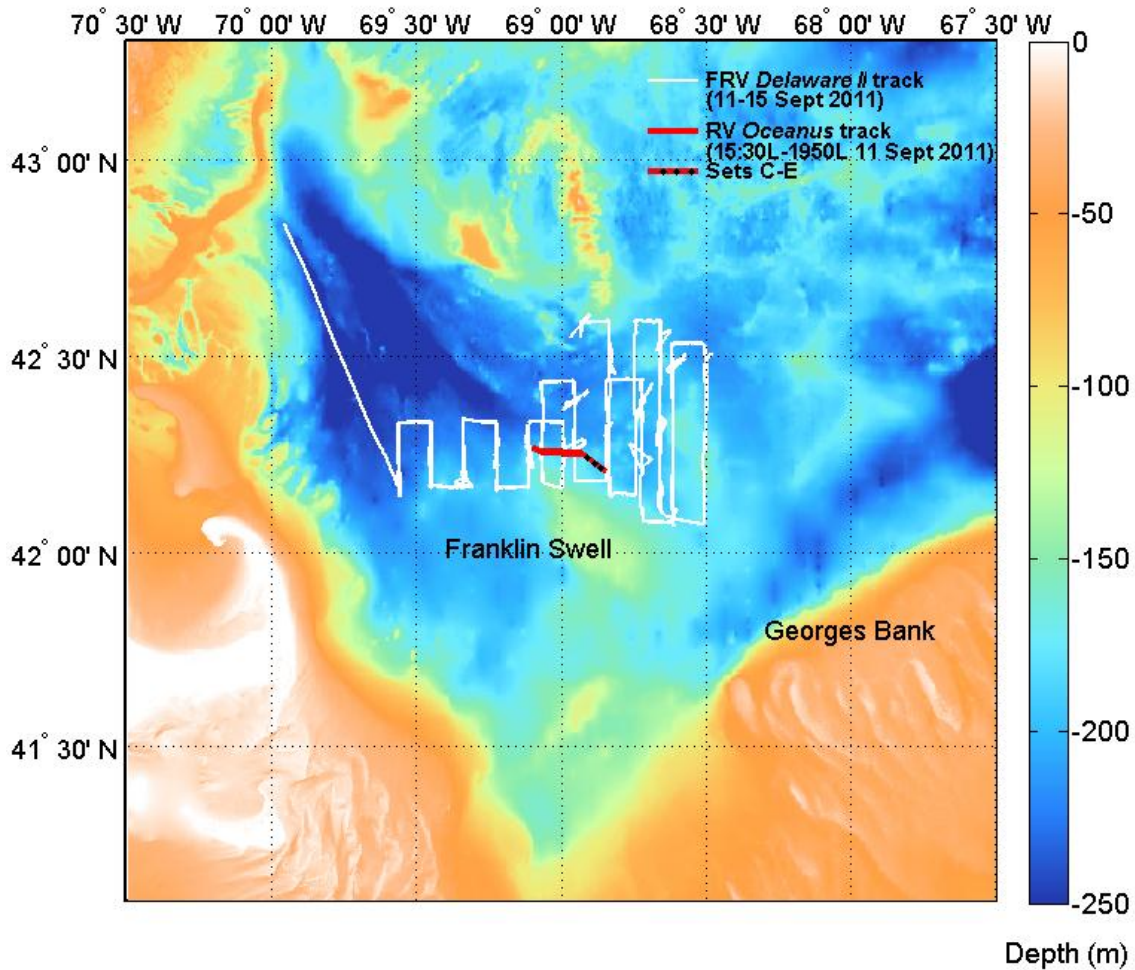 70° 30' W 70° 00' W 69° 30' W 69° 00' W 68° 30' W 68° 00' W 67° 30' W
0
FRV Delaware II track
(11-15 Sept 2011)
RV Oceanus track
(15:30L-1950L 11 Sept 2011)
Sets C-E
43° 00' N
-50
42° 30' N
-100
42° 00' N
Franklin Swell
-150
Georges Bank
41° 30' N
-200
-250
Depth (m)